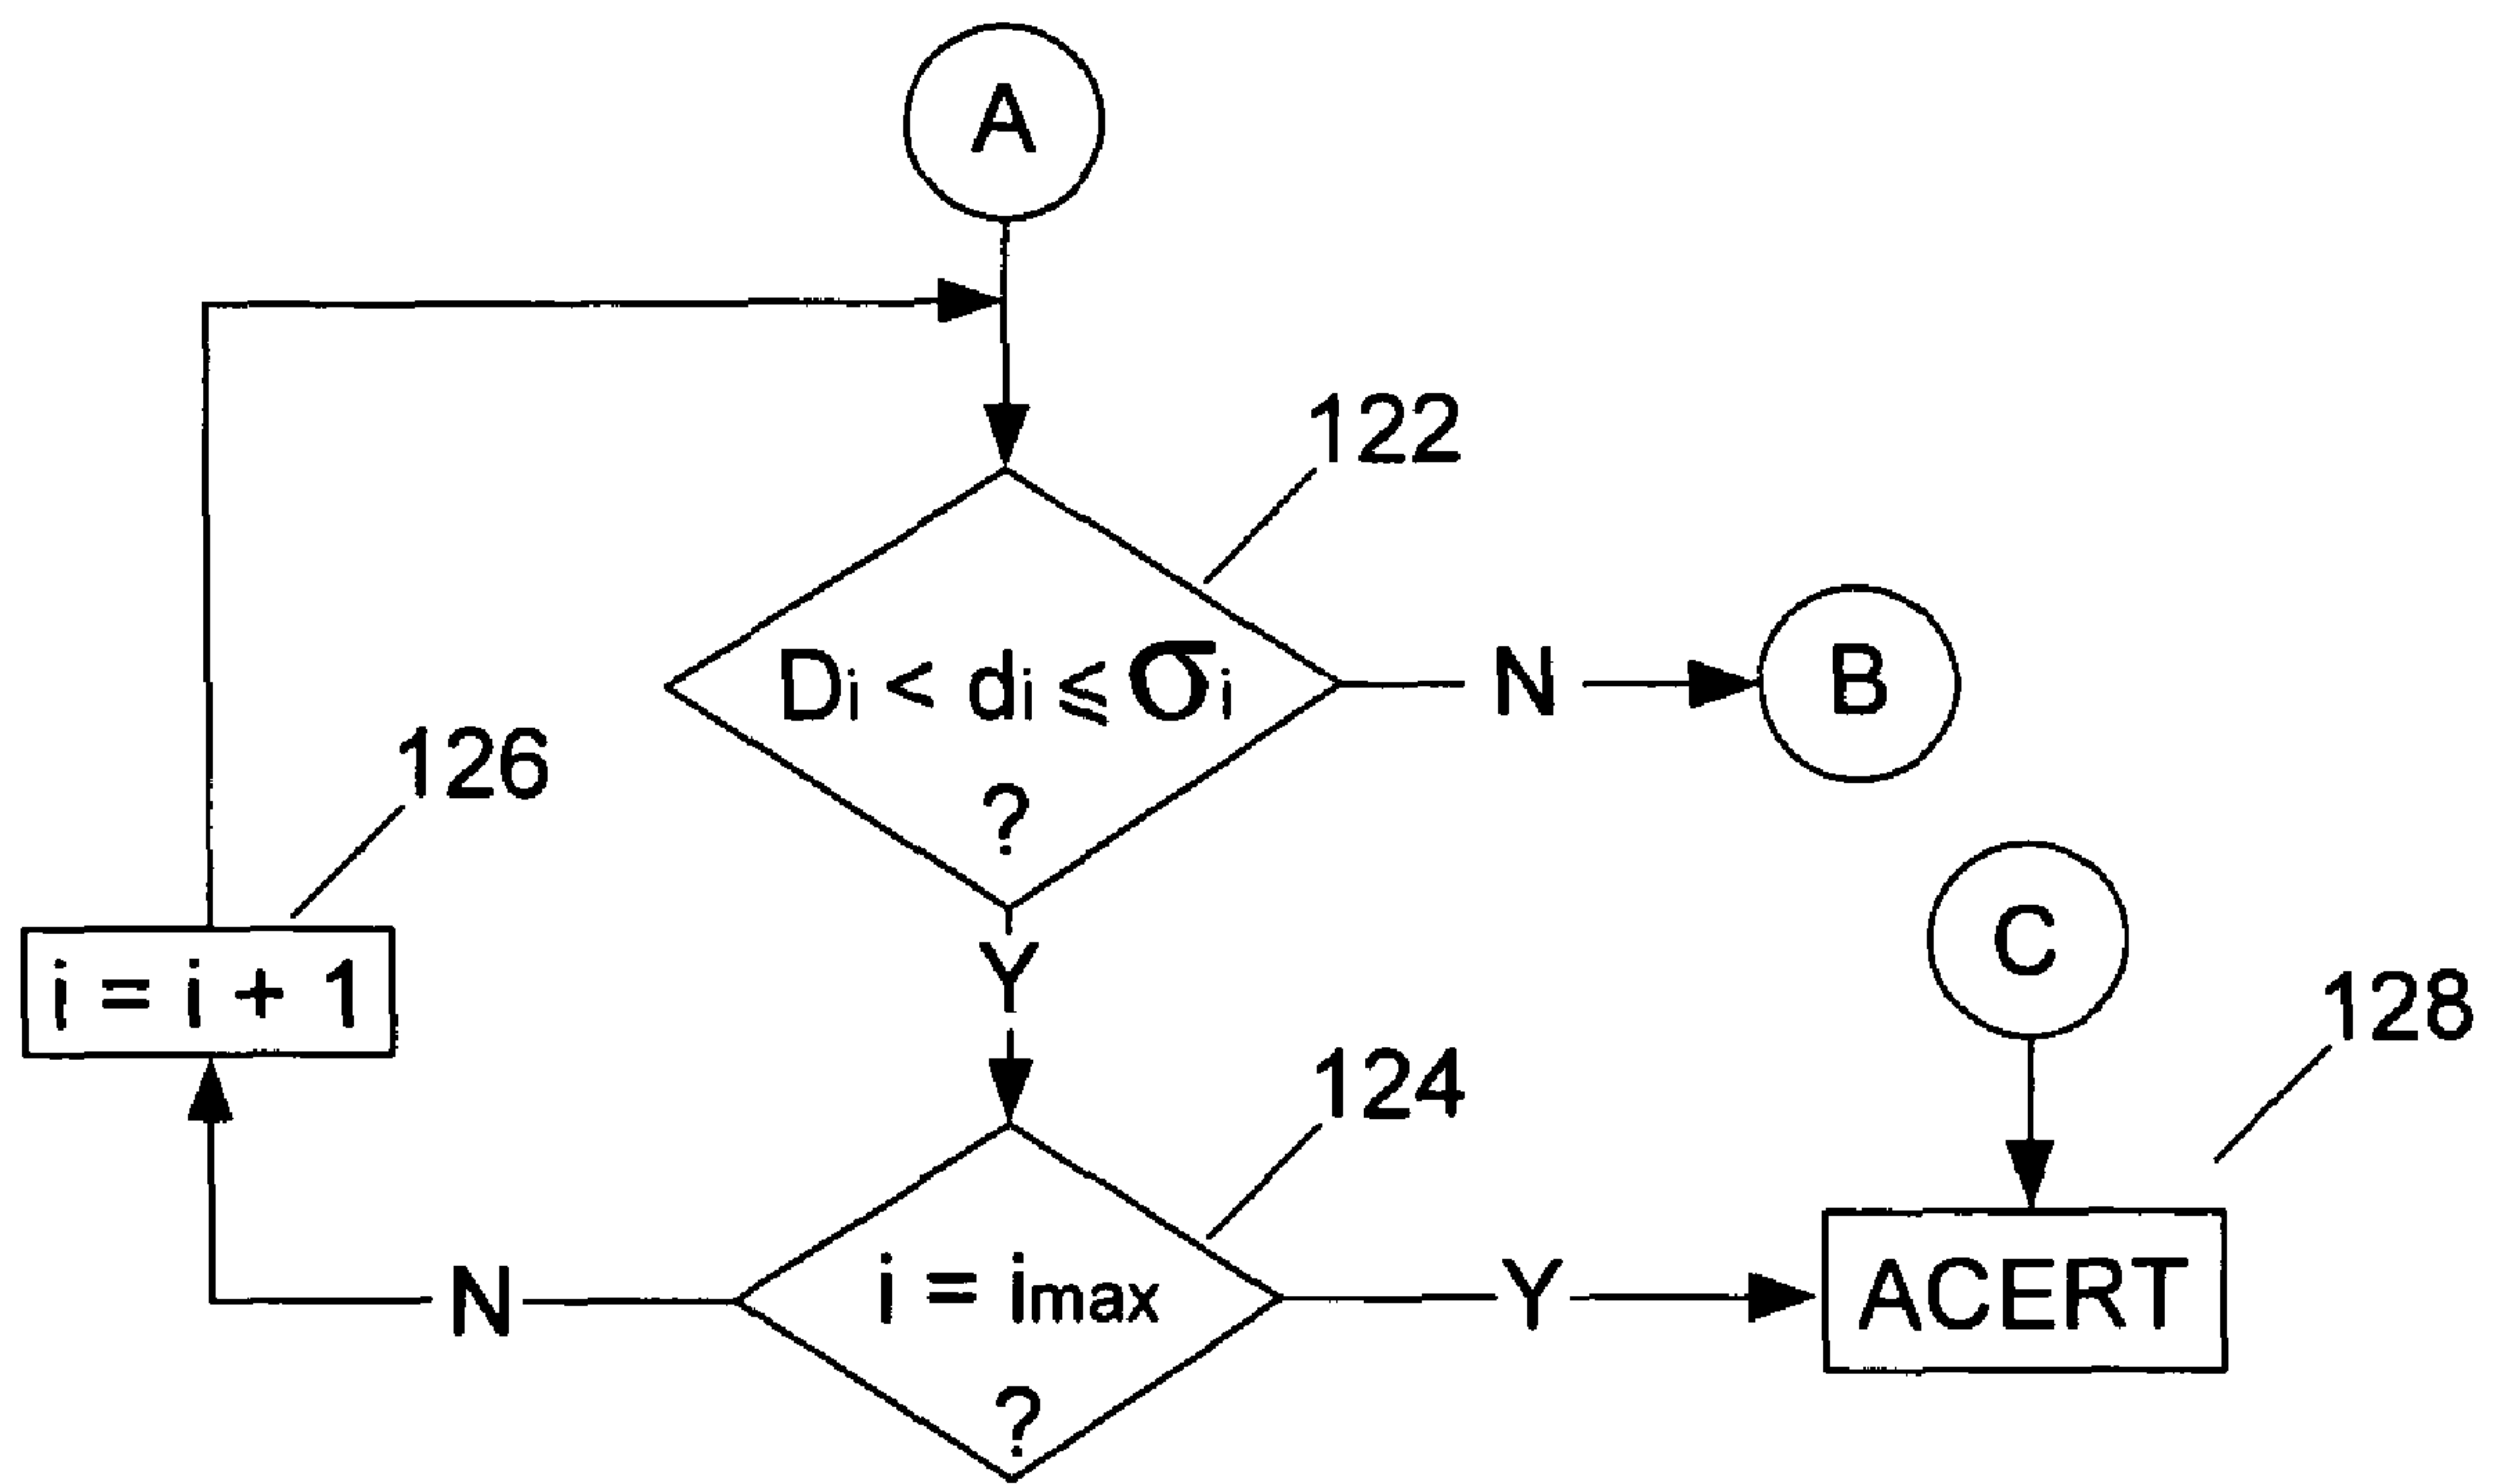 A
122
Di < di ≦ σi
?
N
B
126
Y
C
i = i + 1
128
124
i = imax
?
N
Y
ACERT